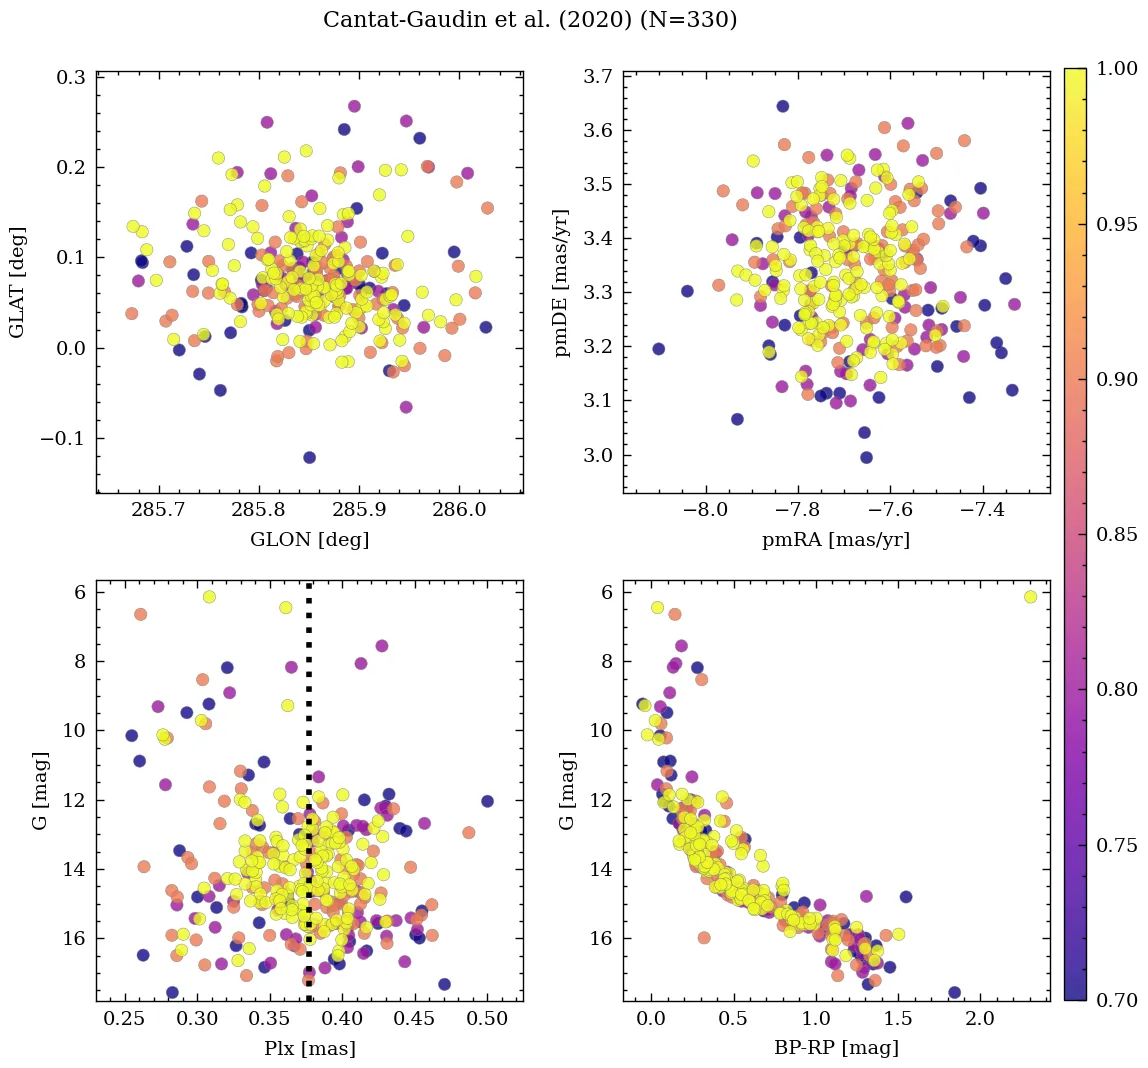 Cantat-Gaudin et al. (2020) (N=330)
0.3
0.2
0.1
0.0
−0.1
GLAT [deg]
285.7 285.8 285.9 286.0
GLON [deg]
3.7
3.6
3.5
3.4
3.3
3.2
3.1
3.0
pmDE [mas/yr]
−8.0 −7.8 −7.6 −7.4
pmRA [mas/yr]
6
8
10
12
14
16
G [mag]
0.25 0.30 0.35 0.40 0.45 0.50
Plx [mas]
6
8
10
12
14
16
G [mag]
0.0 0.5 1.0 1.5 2.0
BP-RP [mag]
1.00
0.95
0.90
0.85
0.80
0.75
0.70